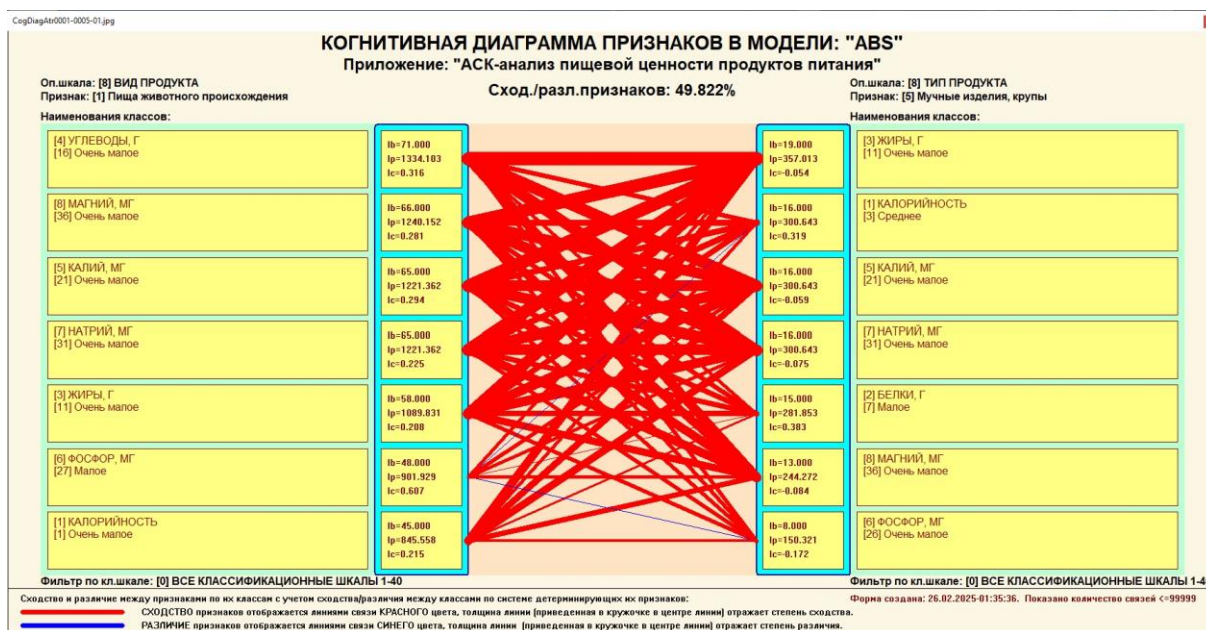 CogDiagAtr0001-0005-01.jpg
КОГНИТИВНАЯ ДИАГРАММА ПРИЗНАКОВ В МОДЕЛИ: "ABS"
Приложение: "АСК-анализ пищевой ценности продуктов питания"
Оп.шкала: [8] ВИД ПРОДУКТА
Признак: [1] Пища животного происхождения
Сход./разл.признаков: 49.822%
Оп.шкала: [8] ТИП ПРОДУКТА
Признак: [5] Мучные изделия, крупы
Наименования классов:
[4] УГЛЕВОДЫ, Г
[16] Очень малое
Ib=71.000
Ip=1334.103
Ic=0.316
[8] МАГНИЙ, МГ
[36] Очень малое
Ib=66.000
Ip=1240.152
Ic=0.281
[5] КАЛИЙ, МГ
[21] Очень малое
Ib=65.000
Ip=1221.362
Ic=0.294
[7] НАТРИЙ, МГ
[31] Очень малое
Ib=65.000
Ip=1221.362
Ic=0.225
[3] ЖИРЫ, Г
[11] Очень малое
Ib=58.000
Ip=1089.831
Ic=0.208
[6] ФОСФОР, МГ
[27] Малое
Ib=48.000
Ip=901.929
Ic=0.607
[1] КАЛОРИЙНОСТЬ
[1] Очень малое
Ib=45.000
Ip=845.558
Ic=0.215
Наименования классов:
Ib=19.000
Ip=357.013
Ic=-0.054
[3] ЖИРЫ, Г
[11] Очень малое
Ib=16.000
Ip=300.643
Ic=0.319
[1] КАЛОРИЙНОСТЬ
[3] Среднее
Ib=16.000
Ip=300.643
Ic=-0.059
[5] КАЛИЙ, МГ
[21] Очень малое
Ib=16.000
Ip=300.643
Ic=-0.075
[7] НАТРИЙ, МГ
[31] Очень малое
Ib=15.000
Ip=281.853
Ic=0.383
[2] БЕЛКИ, Г
[7] Малое
Ib=13.000
Ip=244.272
Ic=-0.084
[8] МАГНИЙ, МГ
[36] Очень малое
Ib=8.000
Ip=150.321
Ic=-0.172
[6] ФОСФОР, МГ
[26] Очень малое
Фильтр по кл.шкале: [0] ВСЕ КЛАССИФИКАЦИОННЫЕ ШКАЛЫ 1-40
Фильтр по кл.шкале: [0] ВСЕ КЛАССИФИКАЦИОННЫЕ ШКАЛЫ 1-4
Сходство и различие между признаками по их классам с учетом сходства/различия между классами по системе детерминирующих их признаков:
Форма создана: 26.02.2025-01:35:36. Показано количество связей <=99999
СХОДСТВО признаков отображается линиями связи КРАСНОГО цвета, толщина линии [приведенная в кружочке в центре линии] отражает степень сходства.
РАЗЛИЧИЕ признаков отображается линиями связи СИНЕГО цвета, толщина линии [приведенная в кружочке в центре линии] отражает степень различия.